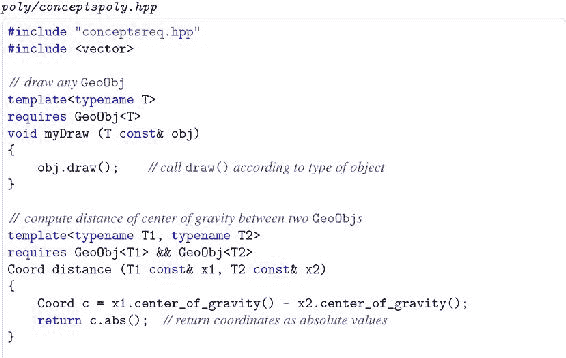 poly/conceptspoly.hpp
#include "conceptsreq.hpp"
#include <vector>
// draw any GeoObj
template<typename T>
requires GeoObj<T>
void myDraw (T const& obj)
{
obj.draw(); // call draw() according to type of object
}
// compute distance of center of gravity between two GeoObjs
template<typename T1, typename T2>
requires GeoObj<T1> && GeoObj<T2>
Coord distance (T1 const& x1, T2 const& x2)
{
Coord c = x1.center_of_gravity() - x2.center_of_gravity();
return c.abs(); // return coordinates as absolute values
}